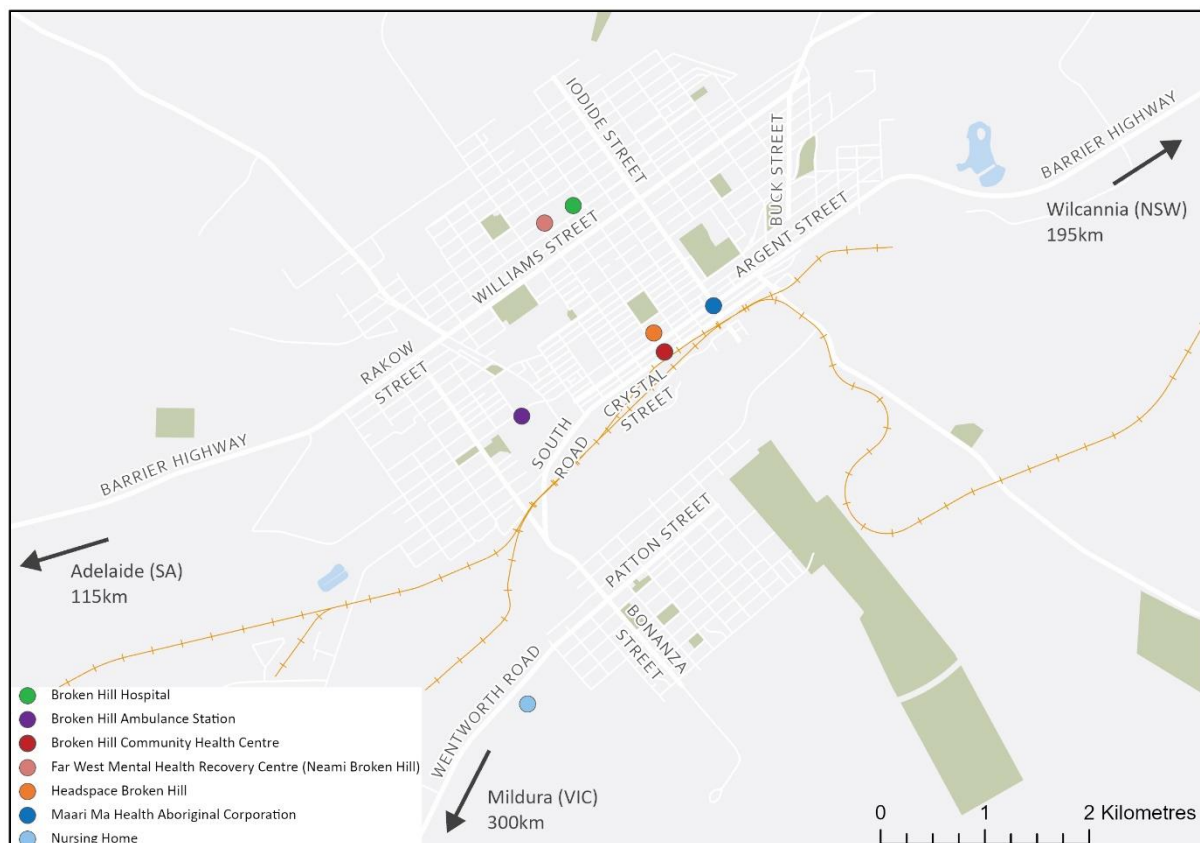 IODIDE STREET
BUCK STREET
BARRIER HIGHWAY
Wilcannia (NSW)
195km
WILLIAMS STREET
ARGENT STREET
RAKOW
STREET
CRYSTAL
STREET
SOUTH
ROAD
BARRIER HIGHWAY
Adelaide (SA)
115km
PATTON STREET
BONANZA
STREET
WENTWORTH ROAD
Mildura (VIC)
300km
Broken Hill Hospital
Broken Hill Ambulance Station
Broken Hill Community Health Centre
Far West Mental Health Recovery Centre (Neami Broken Hill)
Headspace Broken Hill
Maari Ma Health Aboriginal Corporation
Nursing Home
0 1 2 Kilometres